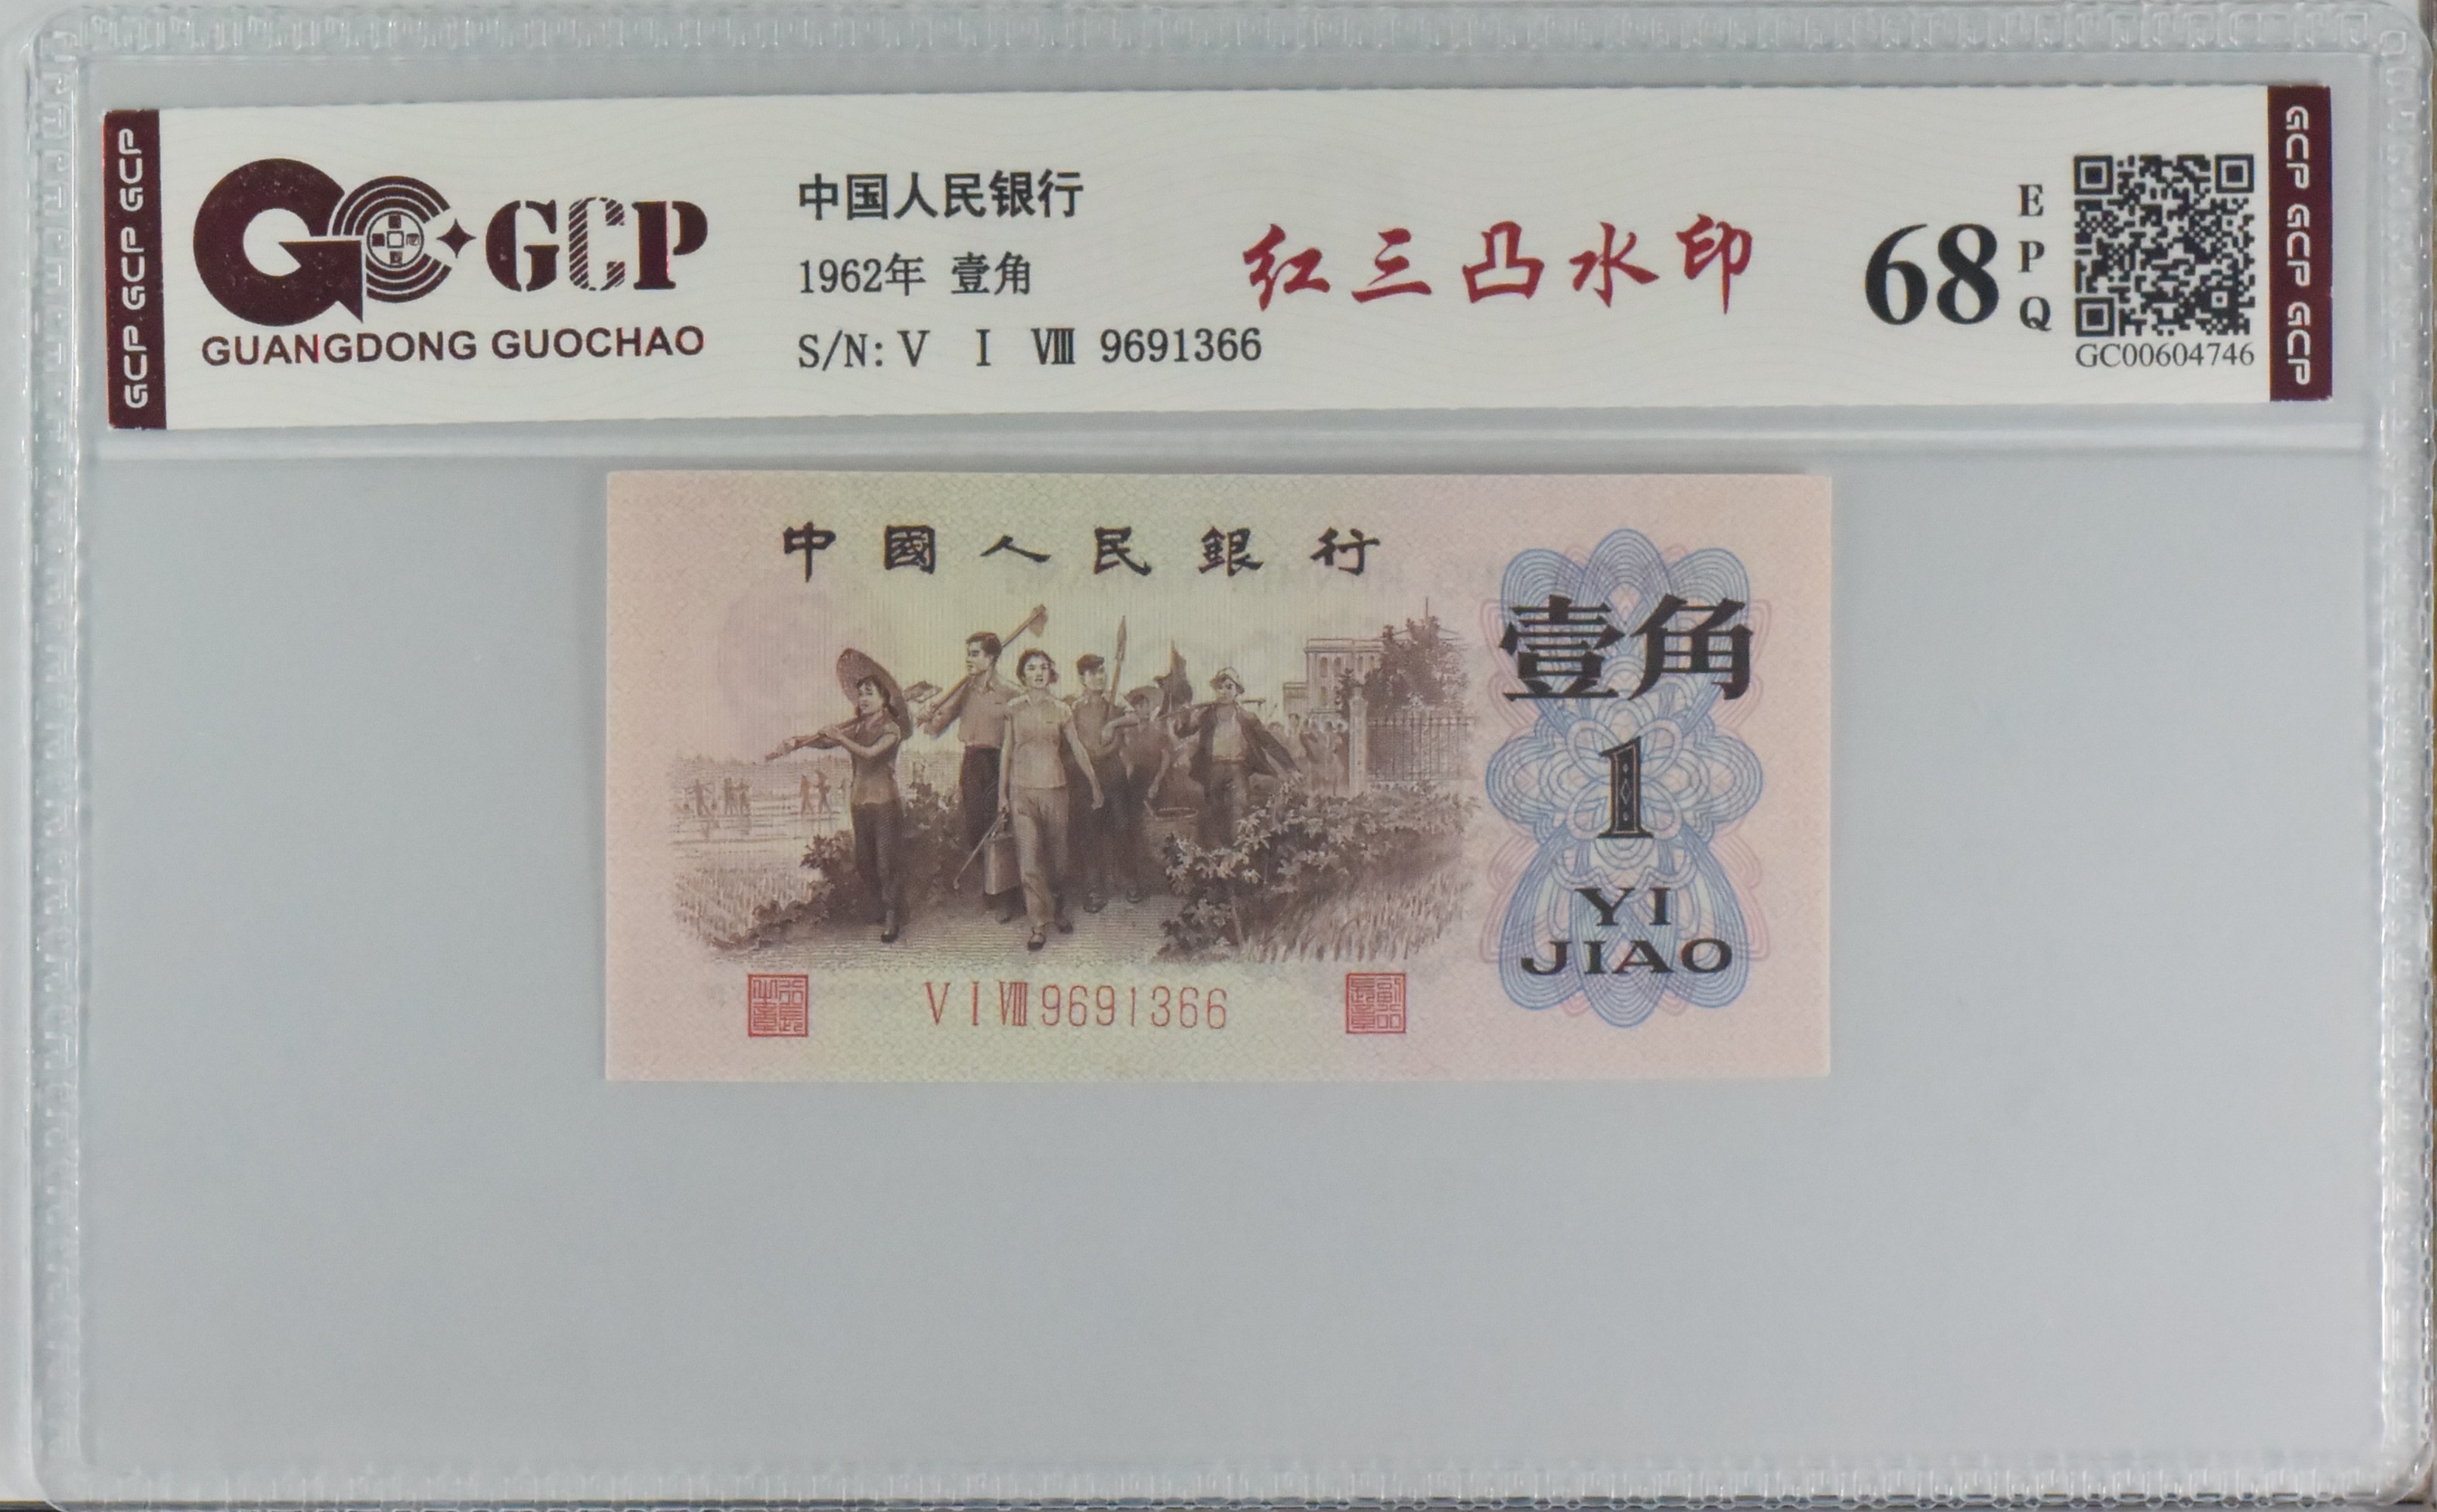 GCP GCP GCP
GCP
GUANGDONG GUOCHAO
中国人民银行
1962年 壹角
S/N: V I Ⅷ 9691366
红三凸水印
68
EPQ
GC00604746
GCP GCP GCP
中國人民銀行
壹角
1
YI
JIAO
V I Ⅷ 9691366